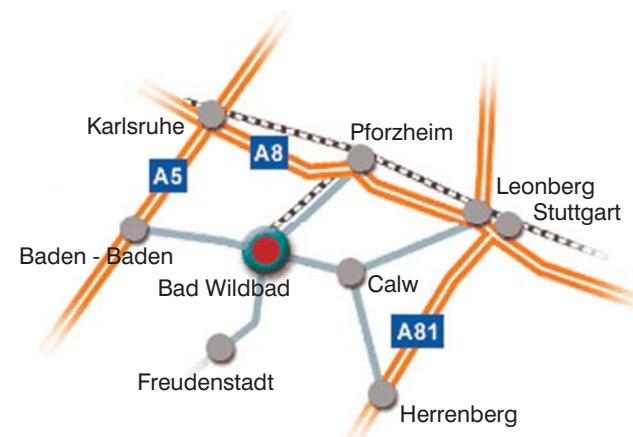 Karlsruhe
Pforzheim
A8
A5
Leonberg
Stuttgart
Baden - Baden
Bad Wildbad
Calw
A81
Freudenstadt
Herrenberg